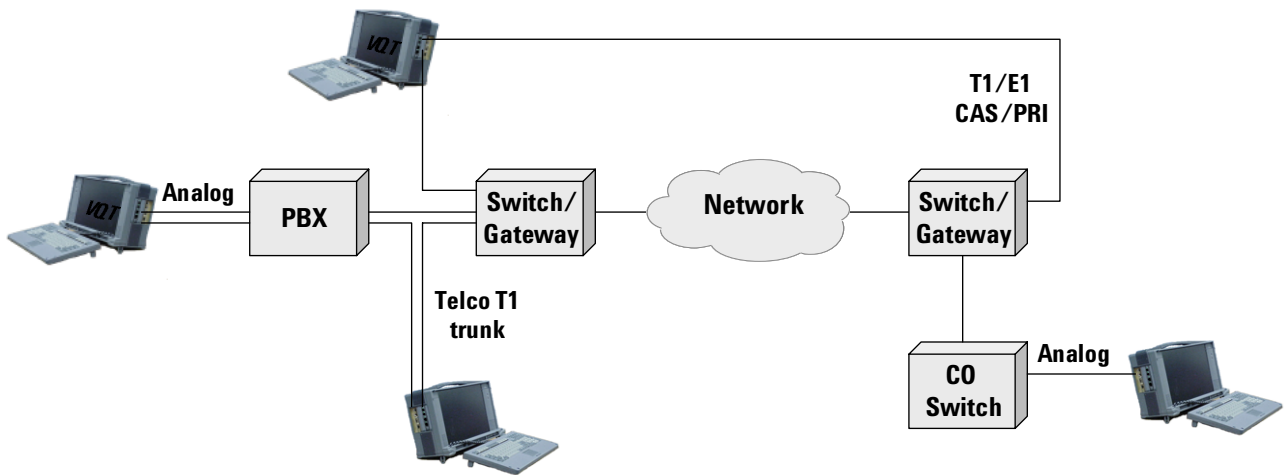 VQT
T1/E1
CAS/PRI
VQT
Analog
PBX
Switch/
Gateway
Network
Switch/
Gateway
Telco T1
trunk
CO
Switch
Analog